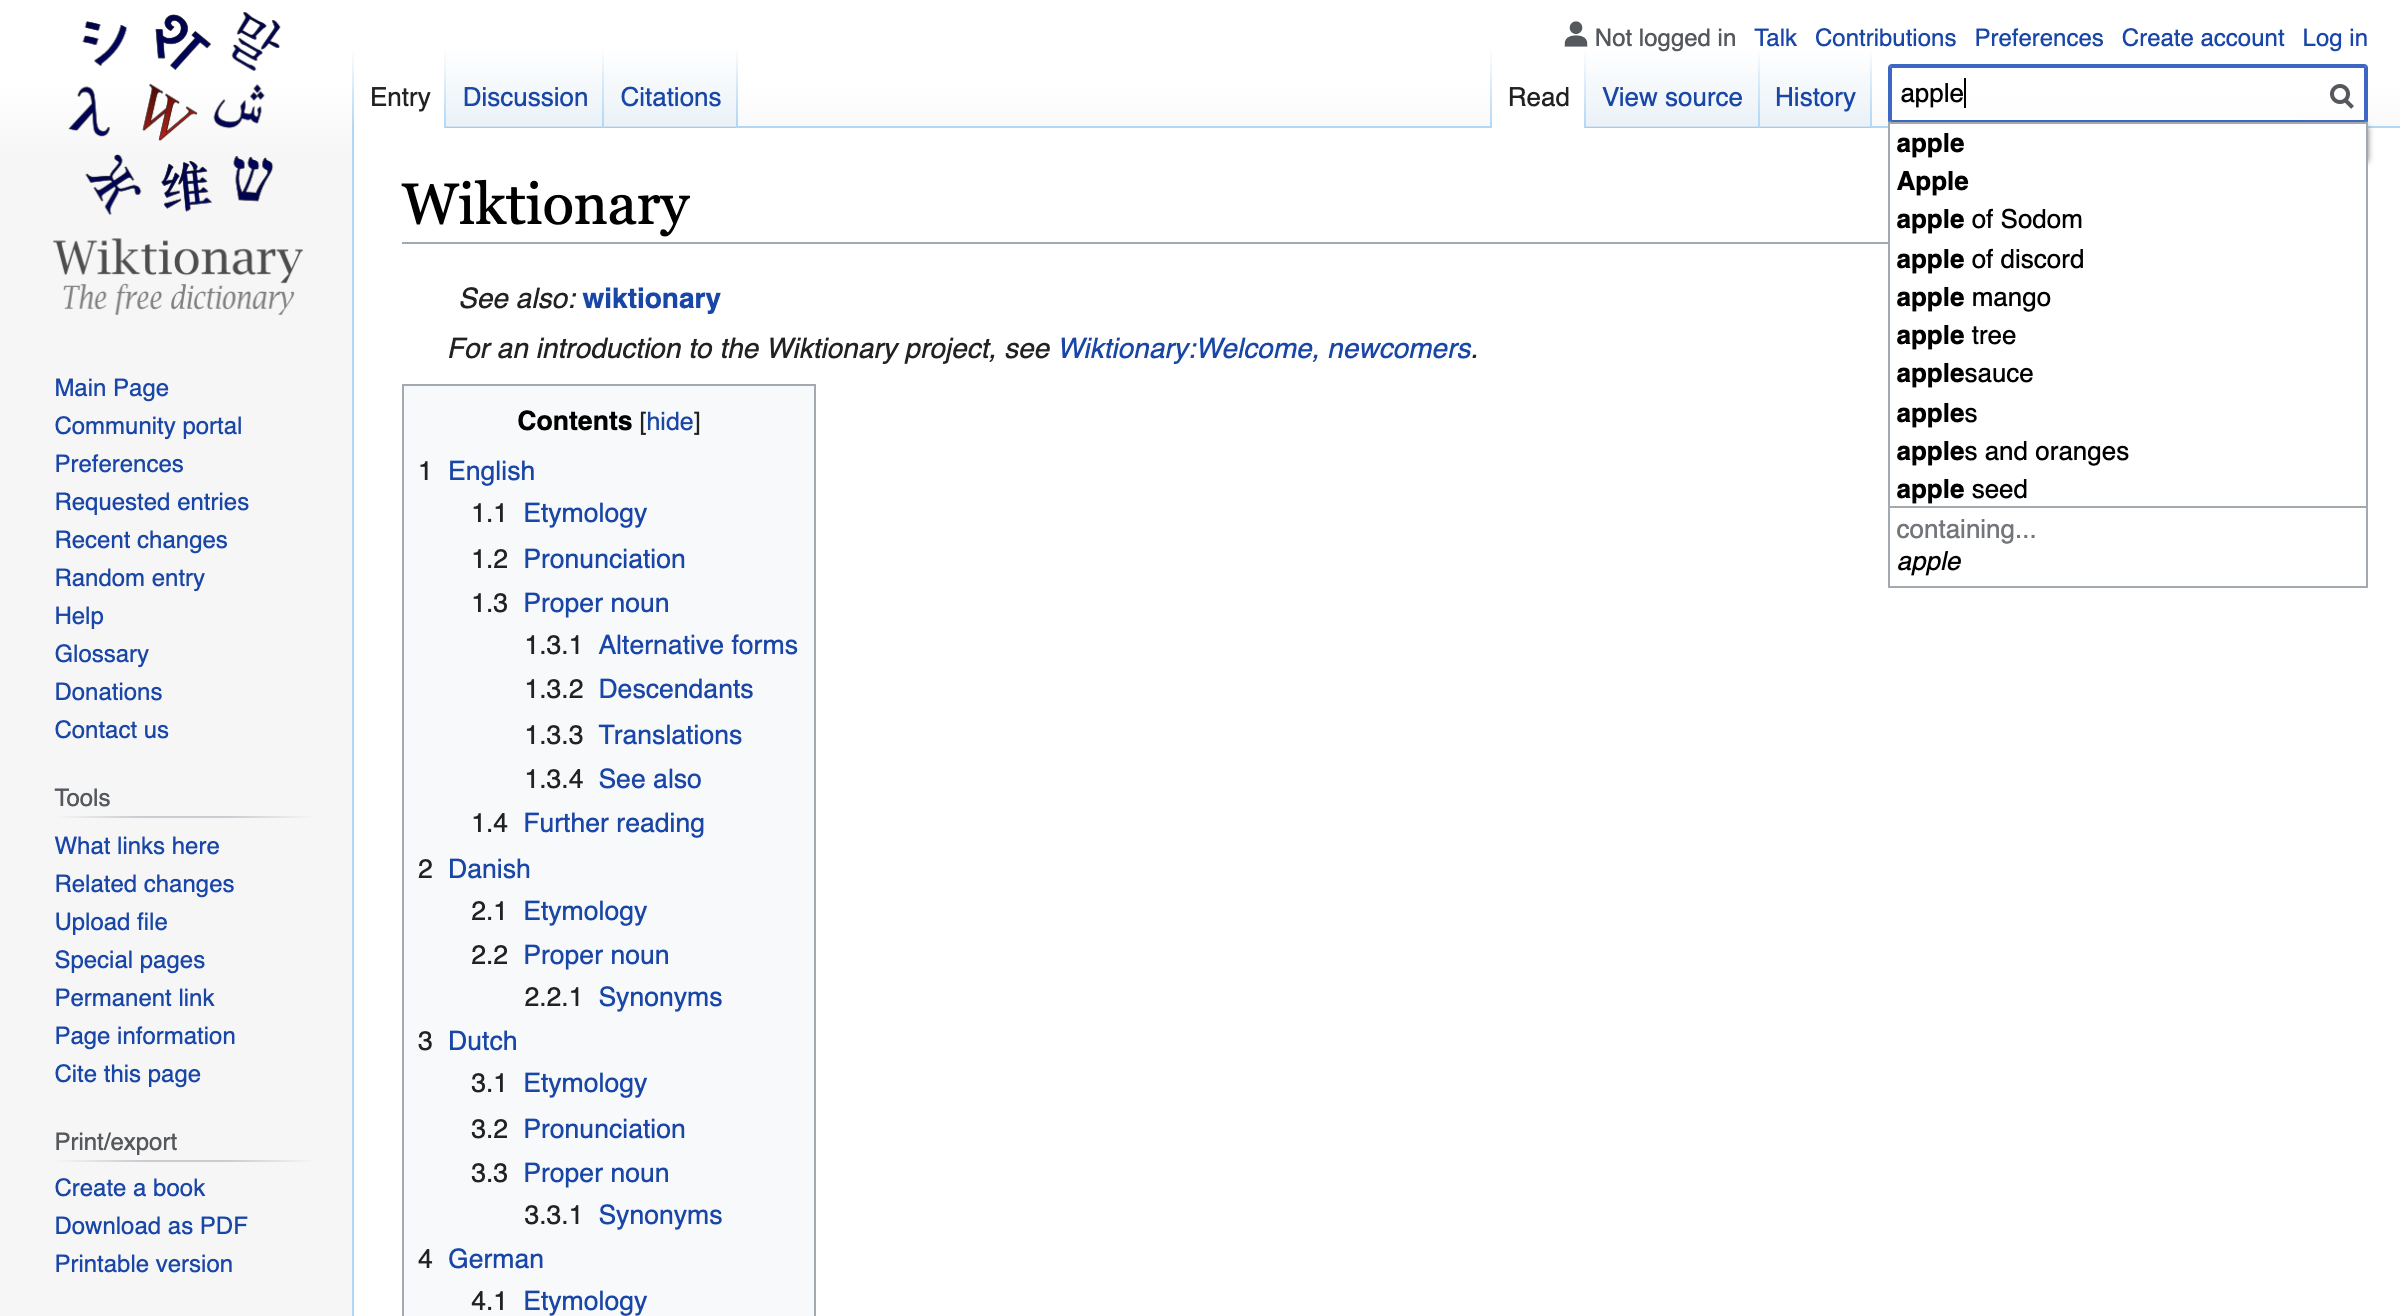 シ পT 말
λ W ش
维 ש
Wiktionary
The free dictionary
Not logged in Talk Contributions Preferences Create account Log in
Entry Discussion Citations Read View source History apple
apple
Apple
apple of Sodom
apple of discord
apple mango
apple tree
applesauce
apples
apples and oranges
apple seed
containing...
apple
Main Page
Community portal
Preferences
Requested entries
Recent changes
Random entry
Help
Glossary
Donations
Contact us
Tools
What links here
Related changes
Upload file
Special pages
Permanent link
Page information
Cite this page
Print/export
Create a book
Download as PDF
Printable version
Wiktionary
See also: wiktionary
For an introduction to the Wiktionary project, see Wiktionary:Welcome, newcomers.
Contents [hide]
1 English
1.1 Etymology
1.2 Pronunciation
1.3 Proper noun
1.3.1 Alternative forms
1.3.2 Descendants
1.3.3 Translations
1.3.4 See also
1.4 Further reading
2 Danish
2.1 Etymology
2.2 Proper noun
2.2.1 Synonyms
3 Dutch
3.1 Etymology
3.2 Pronunciation
3.3 Proper noun
3.3.1 Synonyms
4 German
4.1 Etymology